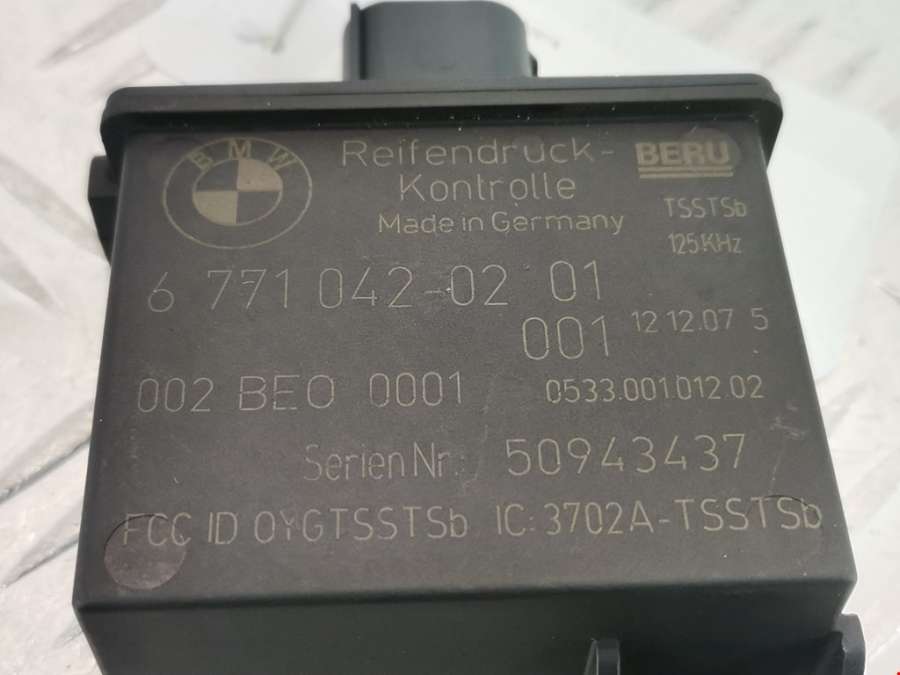 BMW
Reifendruck- BERU
Kontrolle
Made in Germany TSSTSb
125KHz
6 771 042-02 01
001 12 12.07 5
002 BE0 0001 0533.001.012.02
Serien Nr.: 50943437
FCC ID OYGTSSTSb IC: 3702A-TSSTSb